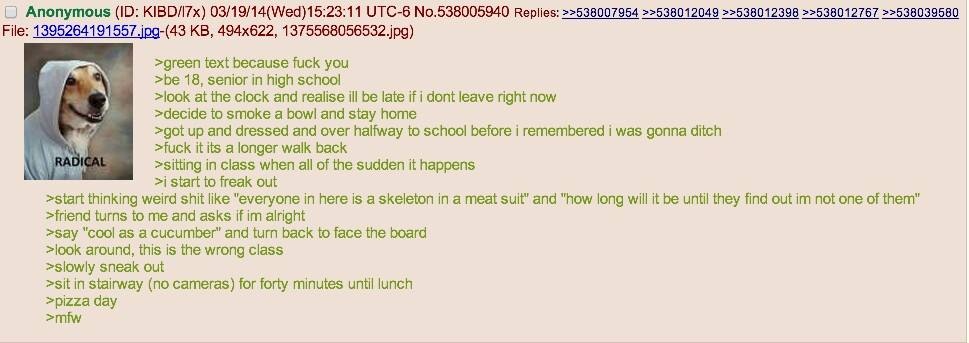 Anonymous (ID: KIBD/l7x) 03/19/14(Wed)15:23:11 UTC-6 No.538005940 Replies: >>538007954 >>538012049 >>538012398 >>538012767 >>538039580
File: 1395264191557.jpg-(43 KB, 494x622, 1375568056532.jpg)
RADICAL
>green text because fuck you
>be 18, senior in high school
>look at the clock and realise ill be late if i dont leave right now
>decide to smoke a bowl and stay home
>got up and dressed and over halfway to school before i remembered i was gonna ditch
>fuck it its a longer walk back
>sitting in class when all of the sudden it happens
>i start to freak out
>start thinking weird shit like "everyone in here is a skeleton in a meat suit" and "how long will it be until they find out im not one of them"
>friend turns to me and asks if im alright
>say "cool as a cucumber" and turn back to face the board
>look around, this is the wrong class
>slowly sneak out
>sit in stairway (no cameras) for forty minutes until lunch
>pizza day
>mfw